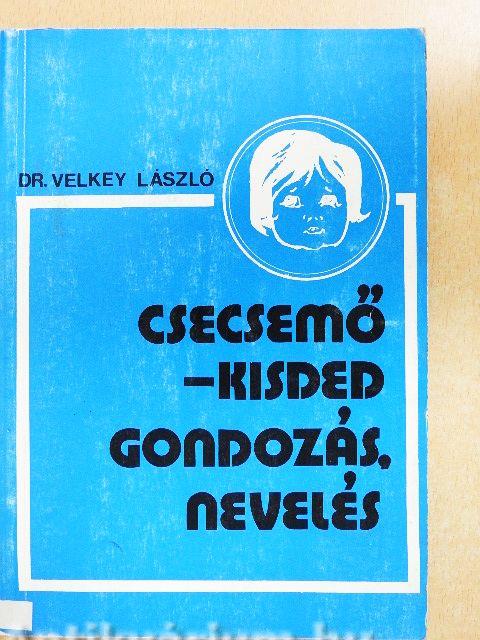 DR. VELKEY LÁSZLÓ
CSECSEMŐ
–KISDED
GONDOZÁS,
NEVELÉS